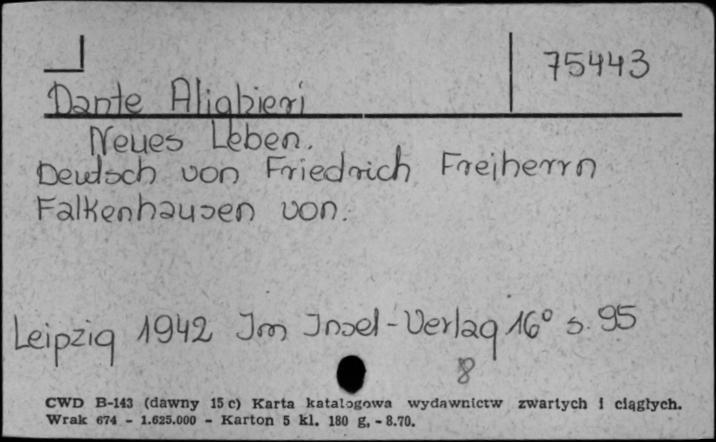 75443
Dante Alighieri
Neues Leben.
Deutsch von Friedrich Freiherrn
Falkenhausen von.
Leipzig 1942 Im Insel-Verlag 16° s. 95
8
CWD B-143 (dawny 15 c) Karta katalogowa wydawnictw zwartych i ciągłych.
Wrak 674 - 1.625.000 - Karton 5 kl. 180 g, - 8.70.